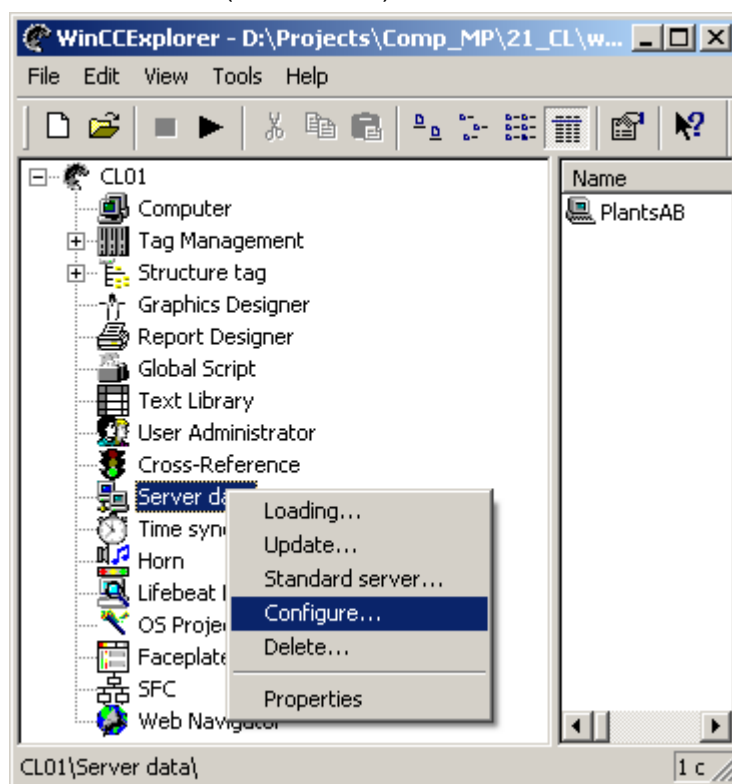 WinCCExplorer - D:\Projects\Comp_MP\21_CL\w...
File Edit View Tools Help
CL01
Name
Computer
PlantsAB
Tag Management
Structure tag
Graphics Designer
Report Designer
Global Script
Text Library
User Administrator
Cross-Reference
Server da
Loading...
Time syn
Update...
Horn
Standard server...
Lifebeat
Configure...
OS Proje
Delete...
Faceplate
SFC
Properties
Web Navigator
CL01\Server data\
1 c